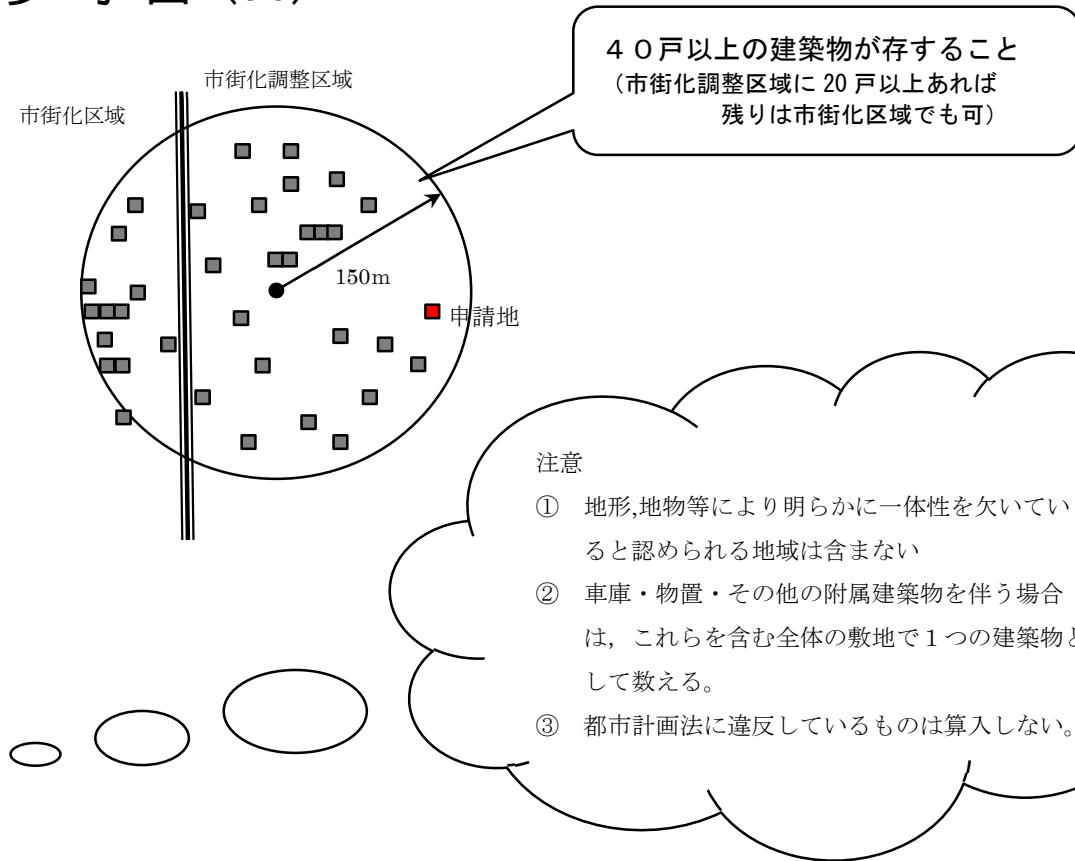 ４０戸以上の建築物が存すること
（市街化調整区域に 20 戸以上あれば
残りは市街化区域でも可）
市街化調整区域
市街化区域
150m
申請地
注意
① 地形,地物等により明らかに一体性を欠いてい
ると認められる地域は含まない
② 車庫・物置・その他の附属建築物を伴う場合
は，これらを含む全体の敷地で１つの建築物と
して数える。
③ 都市計画法に違反しているものは算入しない。